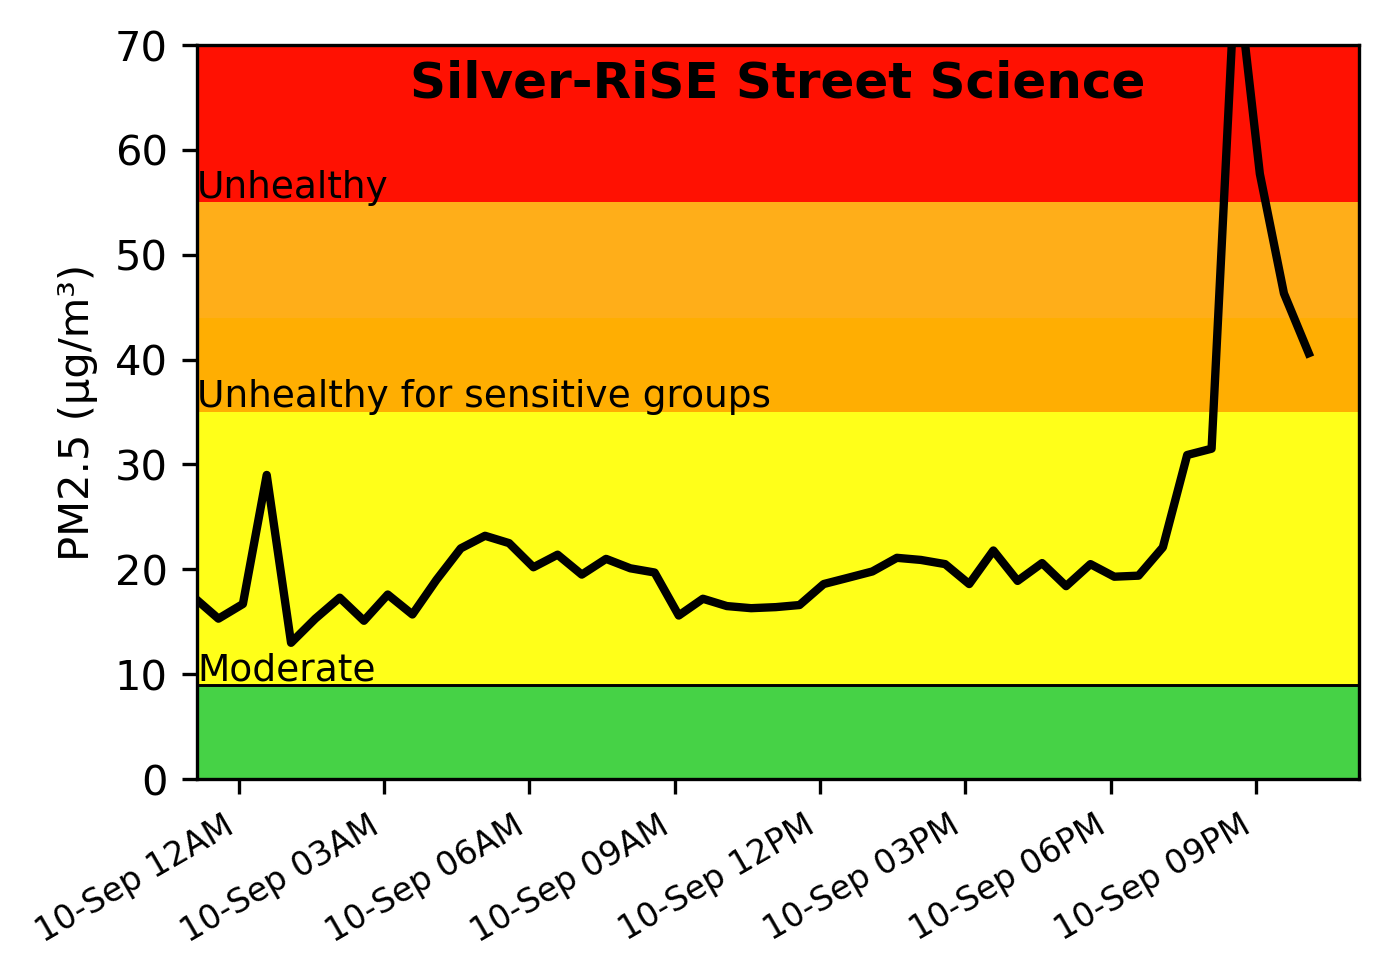 Silver-RiSE Street Science
PM2.5 (µg/m³)
70
60
50
40
30
20
10
0
Unhealthy
Unhealthy for sensitive groups
Moderate
10-Sep 12AM
10-Sep 03AM
10-Sep 06AM
10-Sep 09AM
10-Sep 12PM
10-Sep 03PM
10-Sep 06PM
10-Sep 09PM